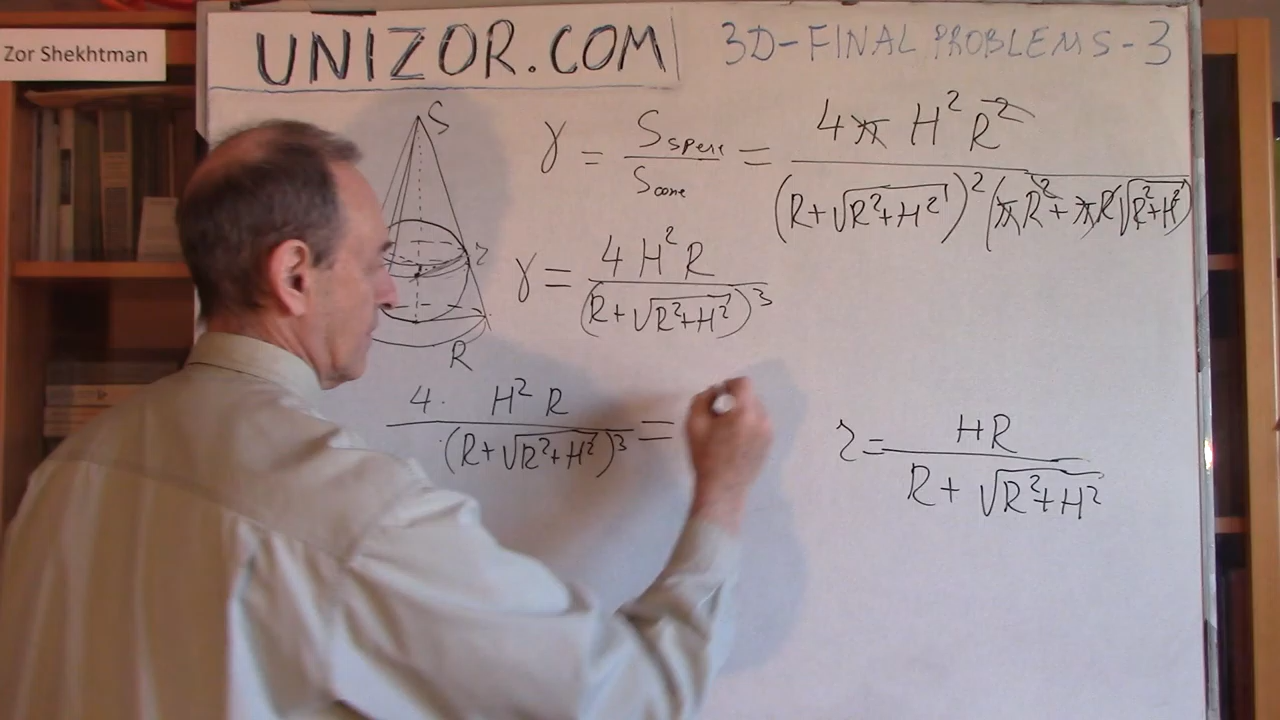 Zor Shekhtman
UNIZOR.COM
3D-FINAL PROBLEMS-3
S
γ = S_spere / S_cone = 4π H² R² / (R+√(R²+H²))² (πR²+πR√(R²+H²))
r
γ = 4 H² R / (R+√(R²+H²))³
R
4· H² R / (R+√(R²+H²))³ =
r = HR / R+√(R²+H²)